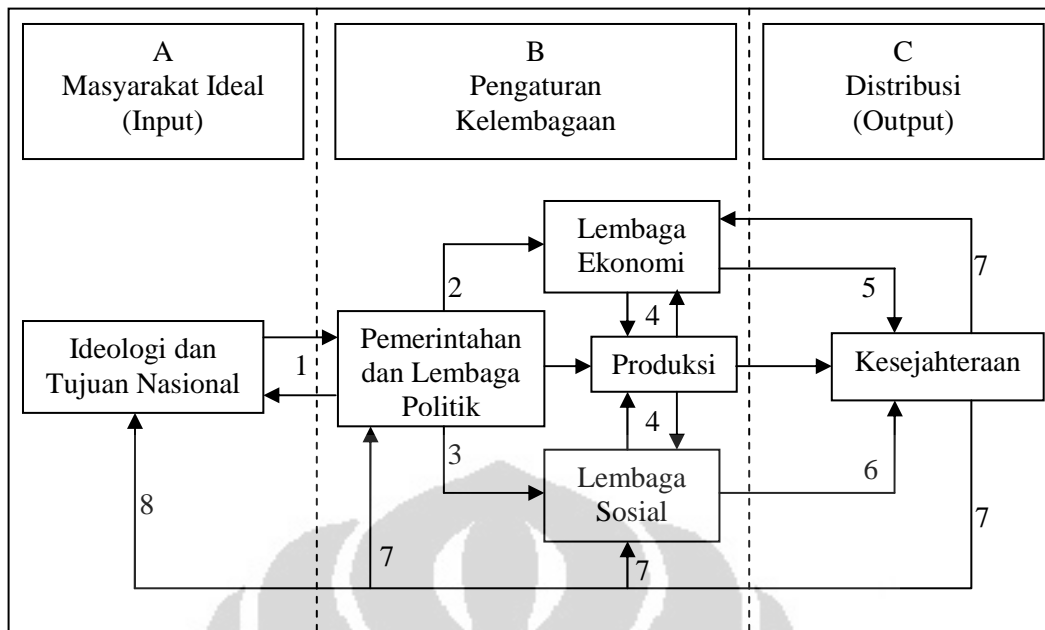 A
Masyarakat Ideal
(Input)
B
Pengaturan
Kelembagaan
C
Distribusi
(Output)
Lembaga
Ekonomi
2
7
5
4
Ideologi dan
Tujuan Nasional
1
Pemerintahan
dan Lembaga
Politik
Produksi
Kesejahteraan
3
4
Lembaga
Sosial
6
8
7
7
7